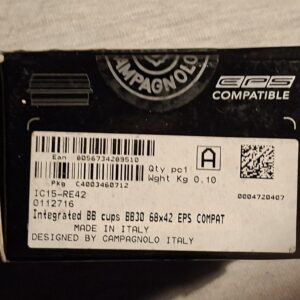 CAMPAGNOLO
EPS
COMPATIBLE
Ean 8056734289510
Qty pc1
Wght Kg 0.10
A
Pkg C4003460712
IC15-RE42
0112716
0004720407
Integrated BB cups BB30 68x42 EPS COMPAT
MADE IN ITALY
DESIGNED BY CAMPAGNOLO ITALY